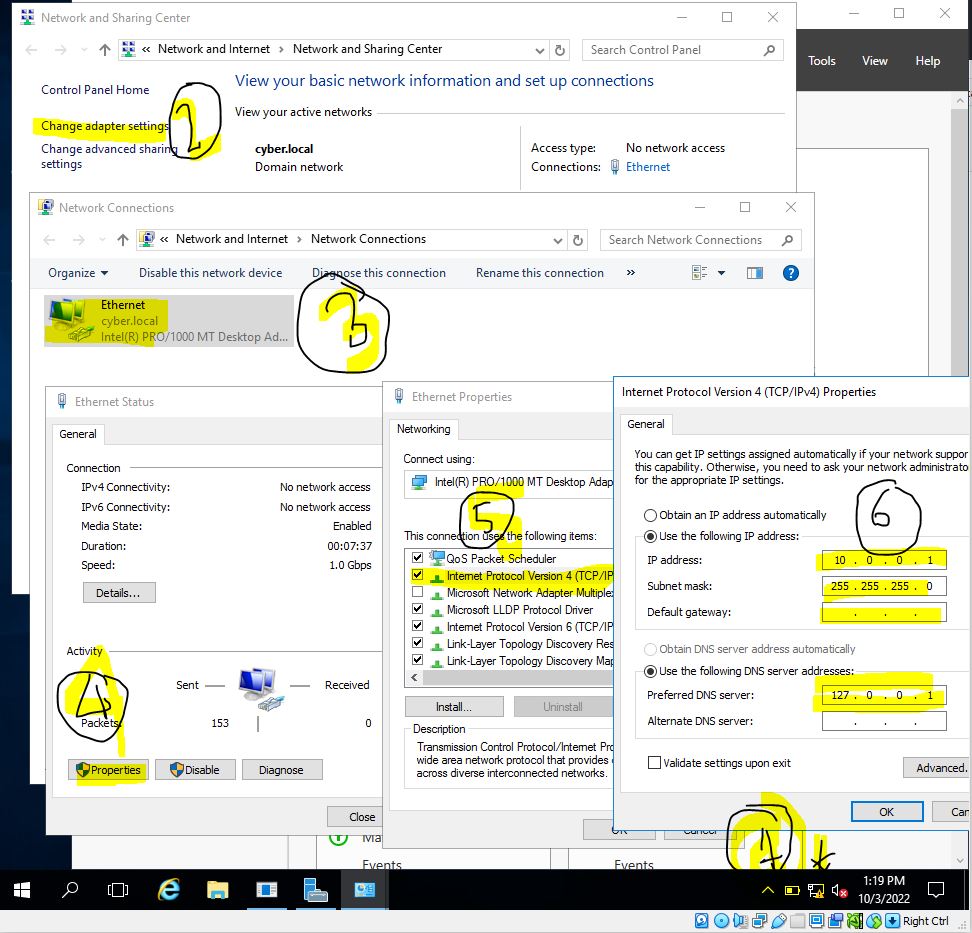 Network and Sharing Center
« Network and Internet › Network and Sharing Center
Search Control Panel
Tools View Help
Control Panel Home
Change adapter settings
Change advanced sharing
settings
2
View your basic network information and set up connections
View your active networks
cyber.local
Domain network
Access type: No network access
Connections: Ethernet
Network Connections
« Network and Internet › Network Connections
Search Network Connections
Organize Disable this network device Diagnose this connection Rename this connection »
Ethernet
cyber.local
Intel(R) PRO/1000 MT Desktop Ad...
3
Ethernet Status
General
Connection
IPv4 Connectivity: No network access
IPv6 Connectivity: No network access
Media State: Enabled
Duration: 00:07:37
Speed: 1.0 Gbps
Details...
Activity
Sent Received
4
Packets: 153 0
Properties Disable Diagnose
Close
Ethernet Properties
Networking
Connect using:
Intel(R) PRO/1000 MT Desktop Adap
5
This connection uses the following items:
QoS Packet Scheduler
Internet Protocol Version 4 (TCP/IP
Microsoft Network Adapter Multiplex
Microsoft LLDP Protocol Driver
Internet Protocol Version 6 (TCP/IP
Link-Layer Topology Discovery Res
Link-Layer Topology Discovery Map
Install... Uninstall
Description
Transmission Control Protocol/Internet Pro
wide area network protocol that provides
across diverse interconnected networks.
OK Cancel
Internet Protocol Version 4 (TCP/IPv4) Properties
General
You can get IP settings assigned automatically if your network suppor
this capability. Otherwise, you need to ask your network administrato
for the appropriate IP settings.
6
Obtain an IP address automatically
Use the following IP address:
IP address: 10 . 0 . 0 . 1
Subnet mask: 255 . 255 . 255 . 0
Default gateway: . . .
Obtain DNS server address automatically
Use the following DNS server addresses:
Preferred DNS server: 127 . 0 . 0 . 1
Alternate DNS server: . . .
Validate settings upon exit
Advanced.
OK Can
Ma
Events Events
1:19 PM
10/3/2022
Right Ctrl